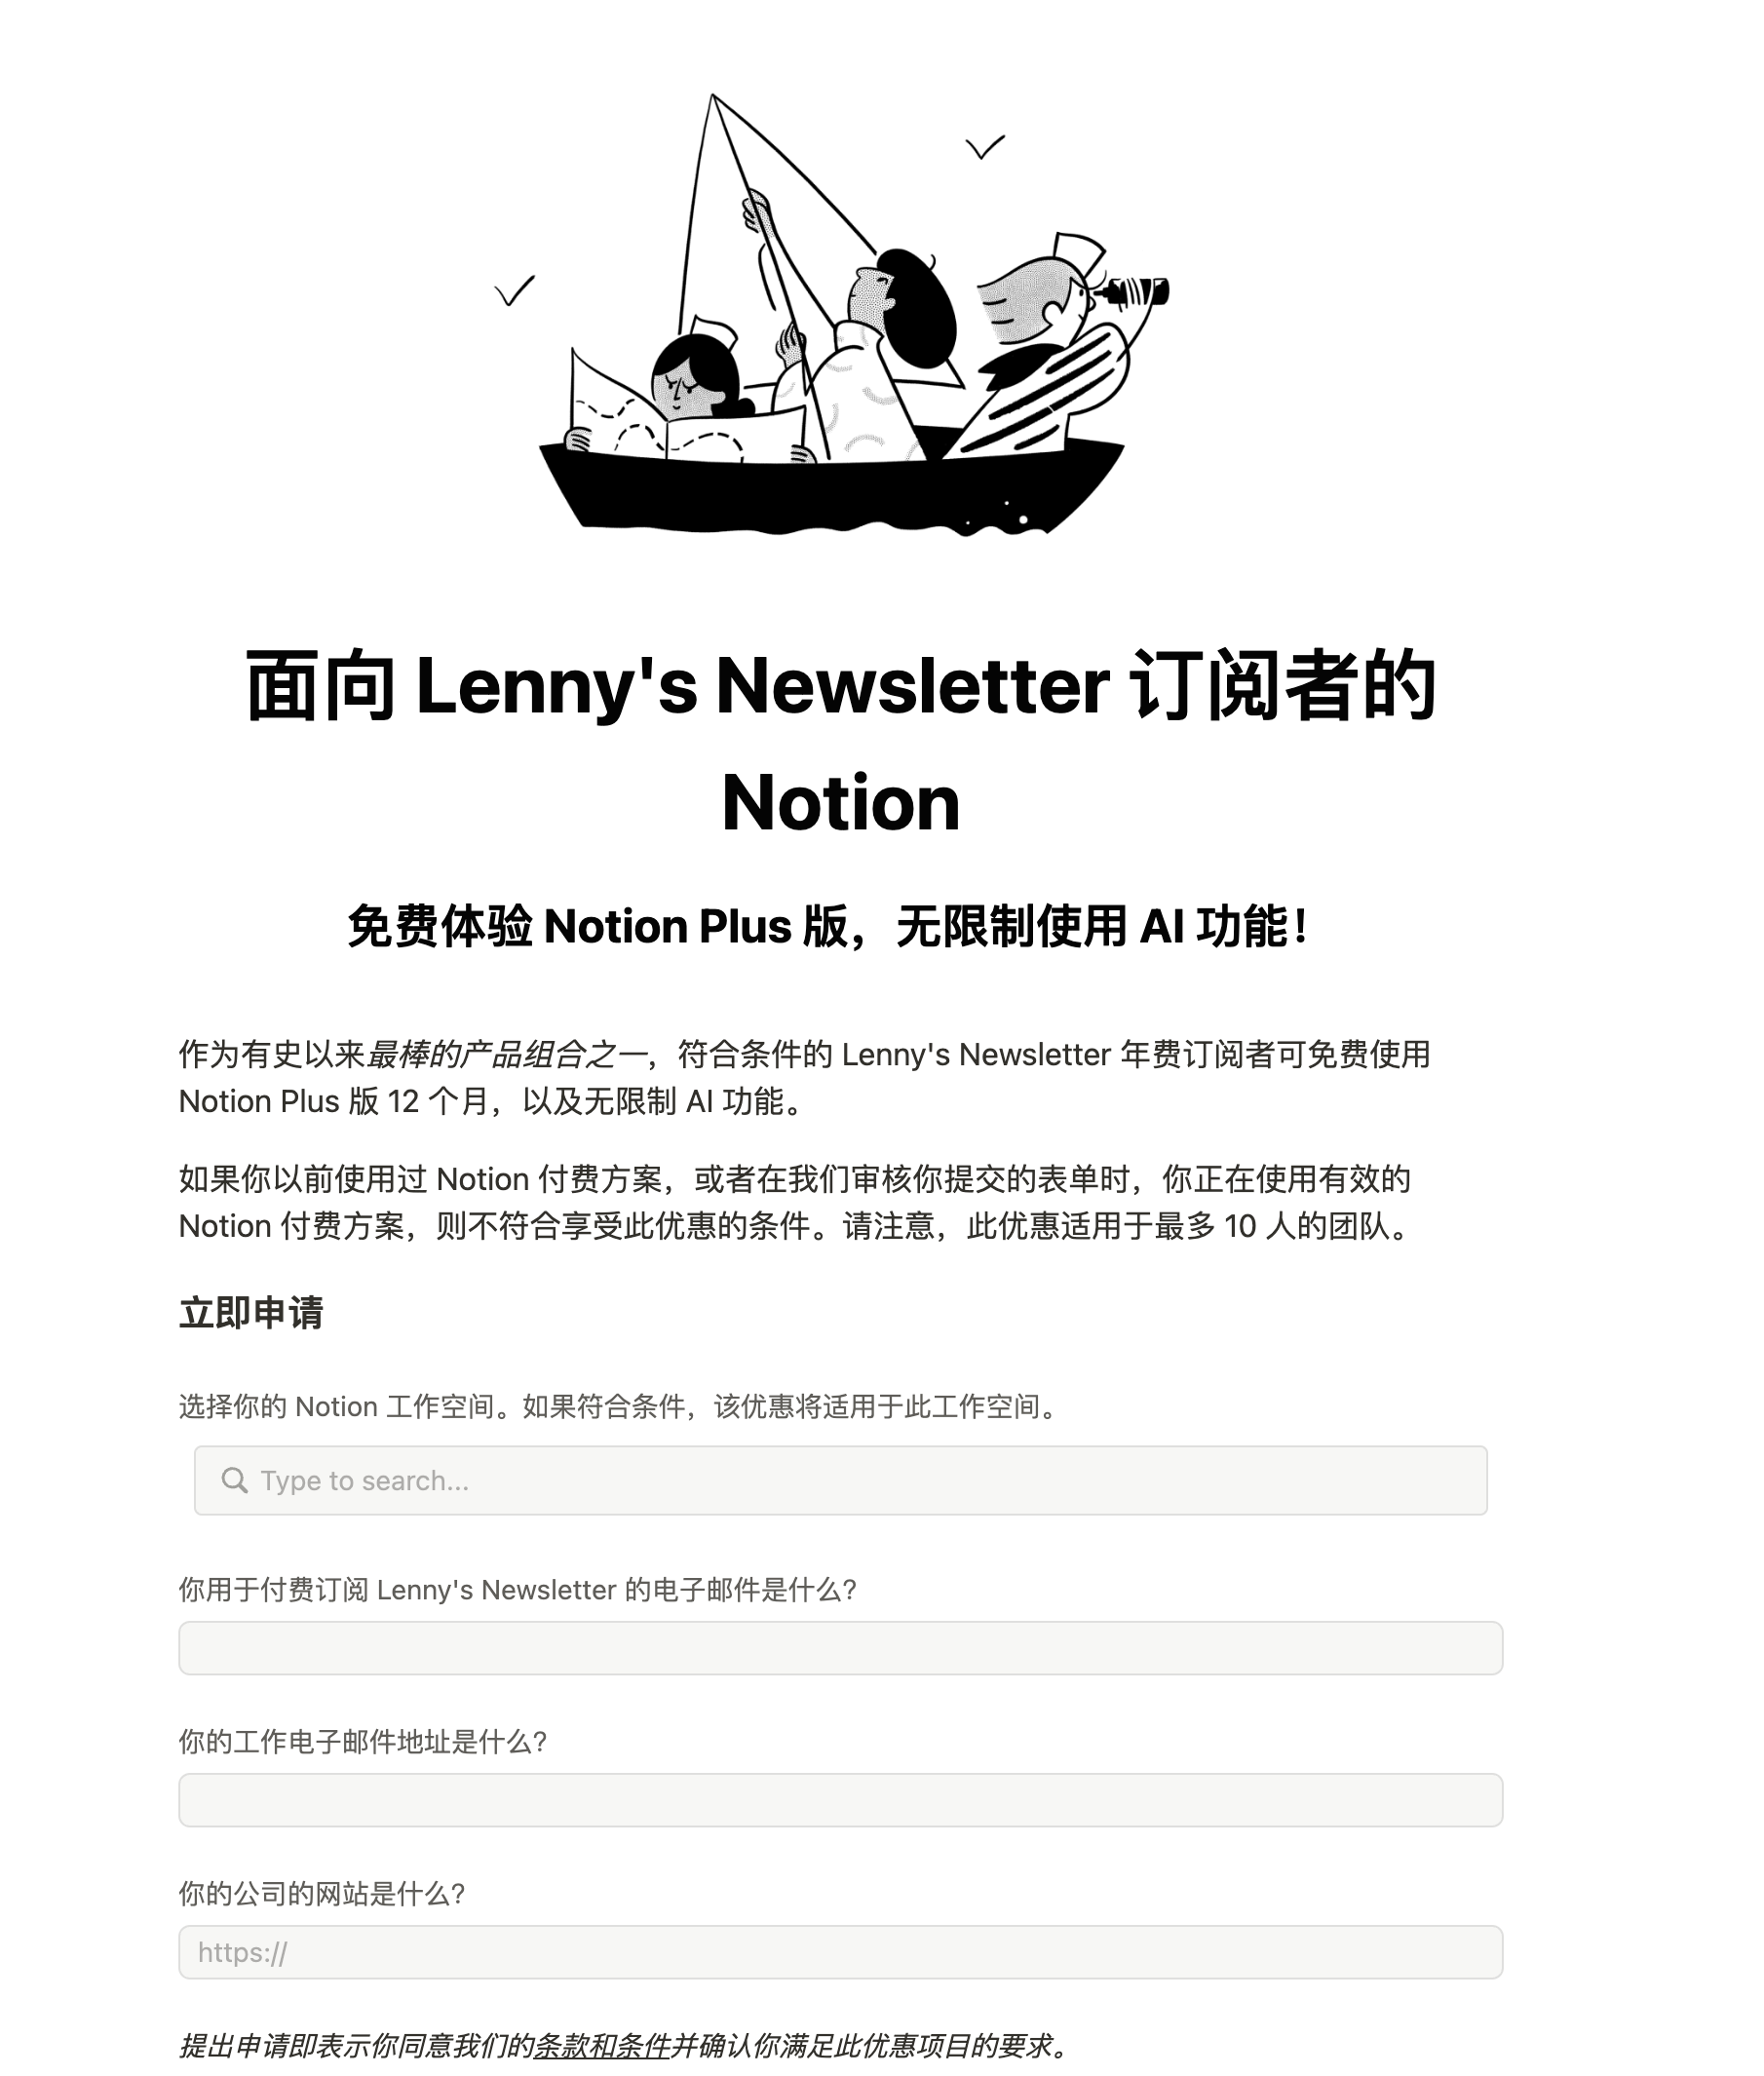 面向 Lenny's Newsletter 订阅者的
Notion
免费体验 Notion Plus 版，无限制使用 AI 功能！
作为有史以来最棒的产品组合之一，符合条件的 Lenny's Newsletter 年费订阅者可免费使用
Notion Plus 版 12 个月，以及无限制 AI 功能。
如果你以前使用过 Notion 付费方案，或者在我们审核你提交的表单时，你正在使用有效的
Notion 付费方案，则不符合享受此优惠的条件。请注意，此优惠适用于最多 10 人的团队。
立即申请
选择你的 Notion 工作空间。如果符合条件，该优惠将适用于此工作空间。
Type to search...
你用于付费订阅 Lenny's Newsletter 的电子邮件是什么?
你的工作电子邮件地址是什么?
你的公司的网站是什么?
https://
提出申请即表示你同意我们的条款和条件并确认你满足此优惠项目的要求。